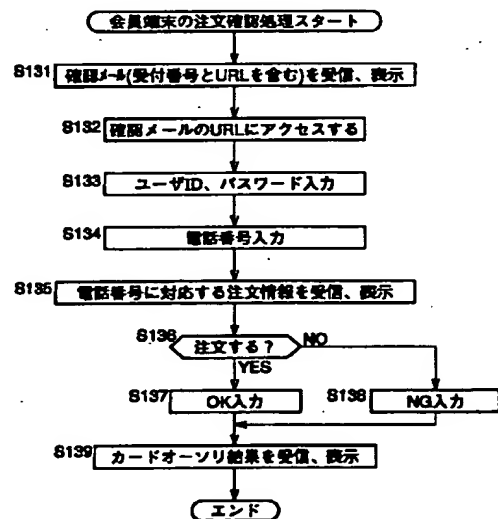 会員端末の注文確認処理スタート
S131 確認メール(受付番号とURLを含む)を受信、表示
S132 確認メールのURLにアクセスする
S133 ユーザID、パスワード入力
S134 電話番号入力
S135 電話番号に対応する注文情報を受信、表示
S136 注文する? NO
YES
S137 OK入力 S138 NG入力
S139 カードオーソリ結果を受信、表示
エンド